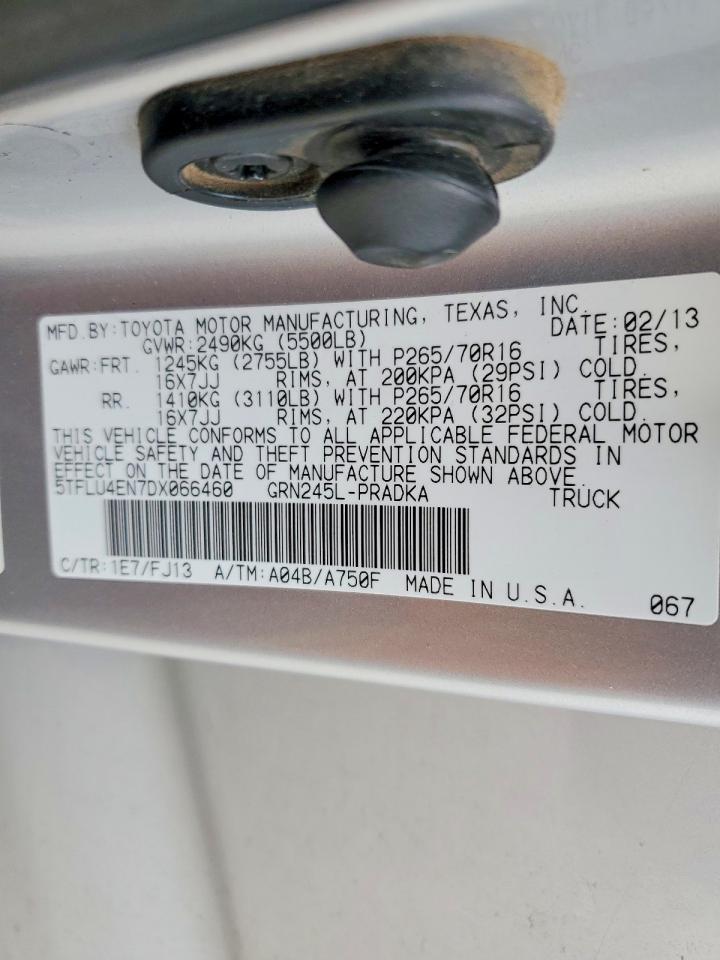 MFD.BY:TOYOTA MOTOR MANUFACTURING, TEXAS, INC.
GVWR:2490KG (5500LB) DATE:02/13
GAWR:FRT. 1245KG (2755LB) WITH P265/70R16 TIRES,
16X7JJ RIMS, AT 200KPA (29PSI) COLD.
RR. 1410KG (3110LB) WITH P265/70R16 TIRES,
16X7JJ RIMS, AT 220KPA (32PSI) COLD.
THIS VEHICLE CONFORMS TO ALL APPLICABLE FEDERAL MOTOR
VEHICLE SAFETY AND THEFT PREVENTION STANDARDS IN
EFFECT ON THE DATE OF MANUFACTURE SHOWN ABOVE.
5TFLU4EN7DX066460 GRN245L-PRADKA TRUCK
C/TR:1E7/FJ13 A/TM:A04B/A750F MADE IN U.S.A. 067